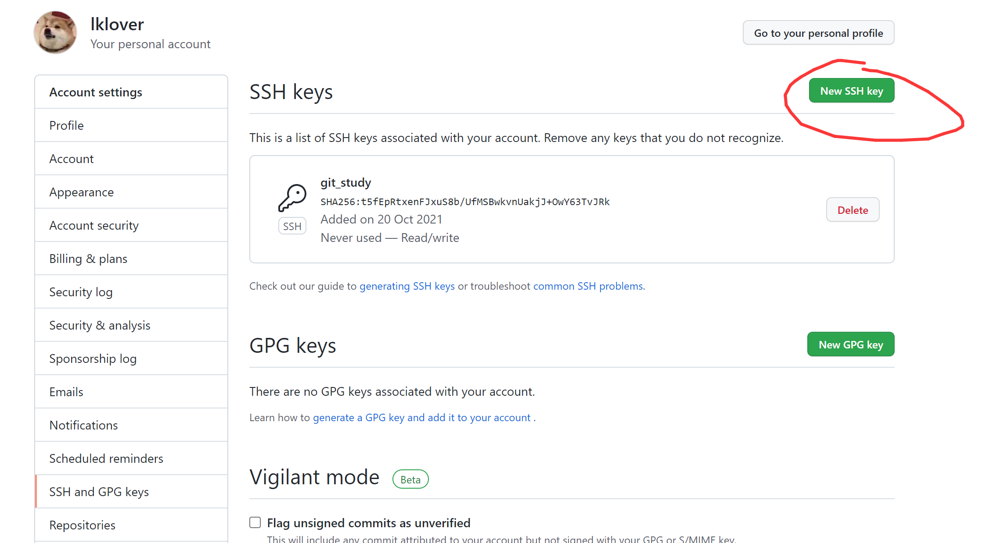 lklover
Your personal account
Go to your personal profile
Account settings
Profile
Account
Appearance
Account security
Billing & plans
Security log
Security & analysis
Sponsorship log
Emails
Notifications
Scheduled reminders
SSH and GPG keys
Repositories
SSH keys
New SSH key
This is a list of SSH keys associated with your account. Remove any keys that you do not recognize.
git_study
SHA256:t5fEpRtxenFJxuS8b/UfMSBwkvnUakjJ+OwY63TvJRk
Added on 20 Oct 2021
Never used — Read/write
SSH
Delete
Check out our guide to generating SSH keys or troubleshoot common SSH problems.
GPG keys
New GPG key
There are no GPG keys associated with your account.
Learn how to generate a GPG key and add it to your account .
Vigilant mode
Beta
Flag unsigned commits as unverified
This will include any commit attributed to your account but not signed with your GPG or S/MIME key.